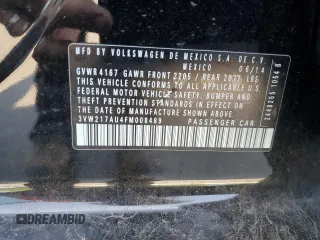 MFD BY VOLKSWAGEN DE MEXICO S.A. DE C.V.
MEXICO 06/14
GVWR 4167 GAWR FRONT 2205 / REAR 2072 LBS
THIS VEHICLE CONFORMS TO ALL APPLICABLE U.S.
FEDERAL MOTOR VEHICLE SAFETY, BUMPER AND
THEFT PREVENTION STANDARDS IN EFFECT ON THE
DATE OF MANUFACTURE SHOWN ABOVE.
3VW217AU4FM008489 PASSENGER CAR
DREAMBID